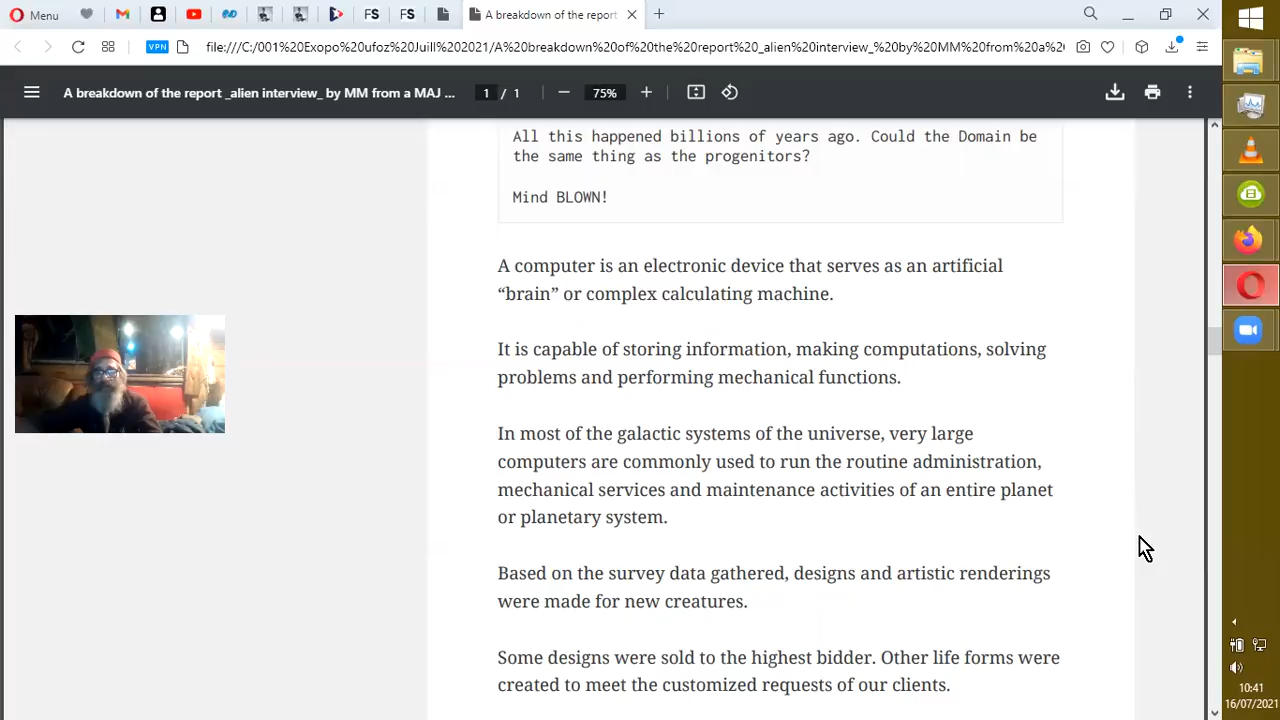 Menu
FS
FS
A breakdown of the report
VPN
file:///C:/001%20Exopo%20ufoz%20Juill%202021/A%20breakdown%20of%20the%20report%20_alien%20interview_%20by%20MM%20from%20a%20
A breakdown of the report _alien interview_ by MM from a MAJ ...
1 / 1
75%
All this happened billions of years ago. Could the Domain be
the same thing as the progenitors?
Mind BLOWN!
A computer is an electronic device that serves as an artificial
“brain” or complex calculating machine.
It is capable of storing information, making computations, solving
problems and performing mechanical functions.
In most of the galactic systems of the universe, very large
computers are commonly used to run the routine administration,
mechanical services and maintenance activities of an entire planet
or planetary system.
Based on the survey data gathered, designs and artistic renderings
were made for new creatures.
Some designs were sold to the highest bidder. Other life forms were
created to meet the customized requests of our clients.
10:41
16/07/2021